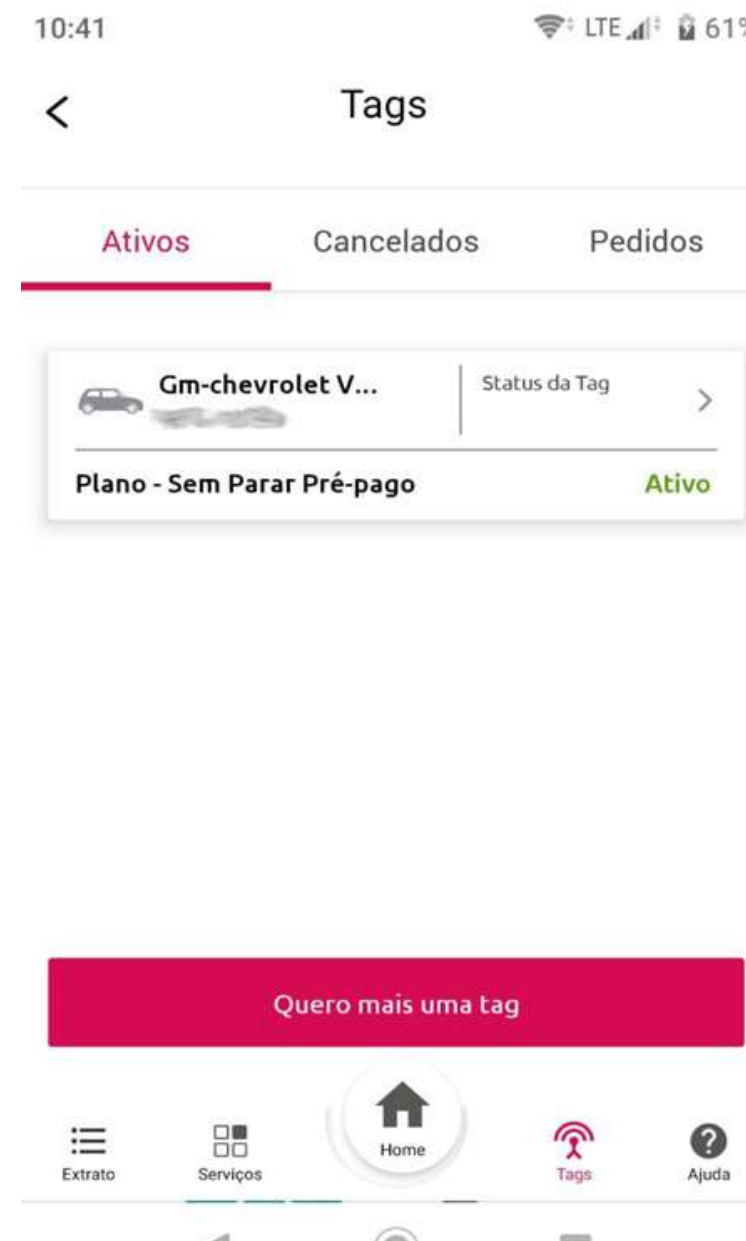 10:41 LTE 61%
Tags
Ativos Cancelados Pedidos
Gm-chevrolet V... Status da Tag
Plano - Sem Parar Pré-pago Ativo
Quero mais uma tag
Extrato Serviços Home Tags Ajuda